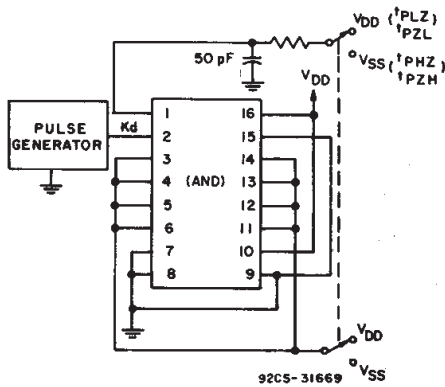 VDD (tPLZ)
tPZL
VSS (tPHZ)
tPZH
50 pF
VDD
PULSE
GENERATOR
Kd
(AND)
1 16
2 15
3 14
4 13
5 12
6 11
7 10
8 9
VDD
VSS
92CS-31669